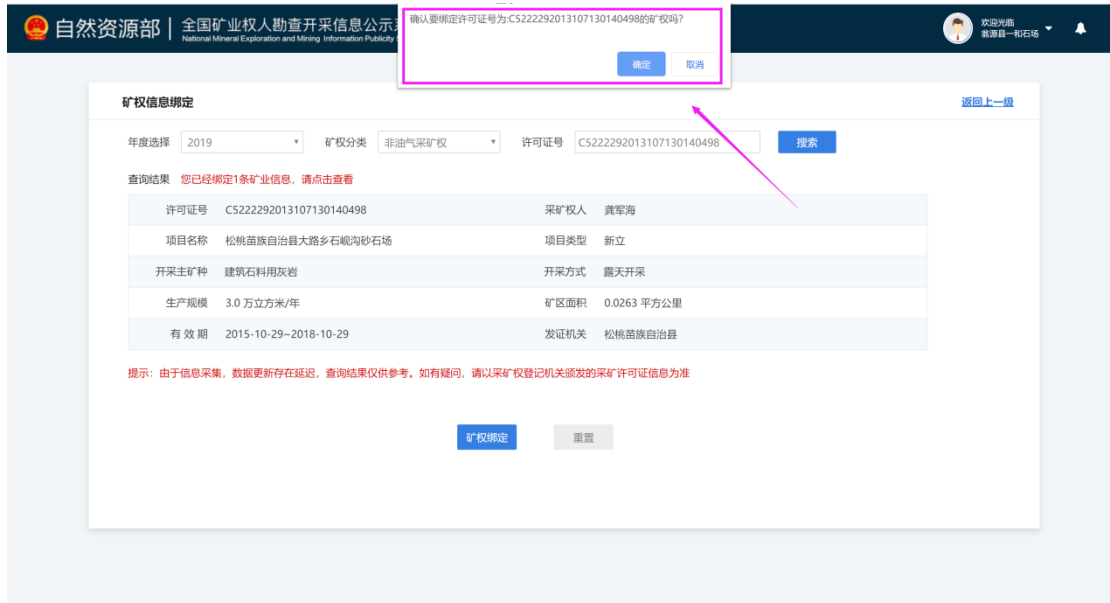 自然资源部
全国矿业权人勘查开采信息公示系
National Mineral Exploration and Mining Information Publicity
确认要绑定许可证号为:C5222292013107130140498的矿权吗?
确定 取消
欢迎光临
翁源县一和石场
矿权信息绑定
返回上一级
年度选择 2019 矿权分类 非油气采矿权 许可证号 C5222292013107130140498 搜索
查询结果 您已经绑定1条矿业信息，请点击查看
许可证号 C5222292013107130140498 采矿权人 龚军海
项目名称 松桃苗族自治县大路乡石岘沟砂石场 项目类型 新立
开采主矿种 建筑石料用灰岩 开采方式 露天开采
生产规模 3.0 万立方米/年 矿区面积 0.0263 平方公里
有 效 期 2015-10-29~2018-10-29 发证机关 松桃苗族自治县
提示：由于信息采集，数据更新存在延迟，查询结果仅供参考。如有疑问，请以采矿权登记机关颁发的采矿许可证信息为准
矿权绑定 重置